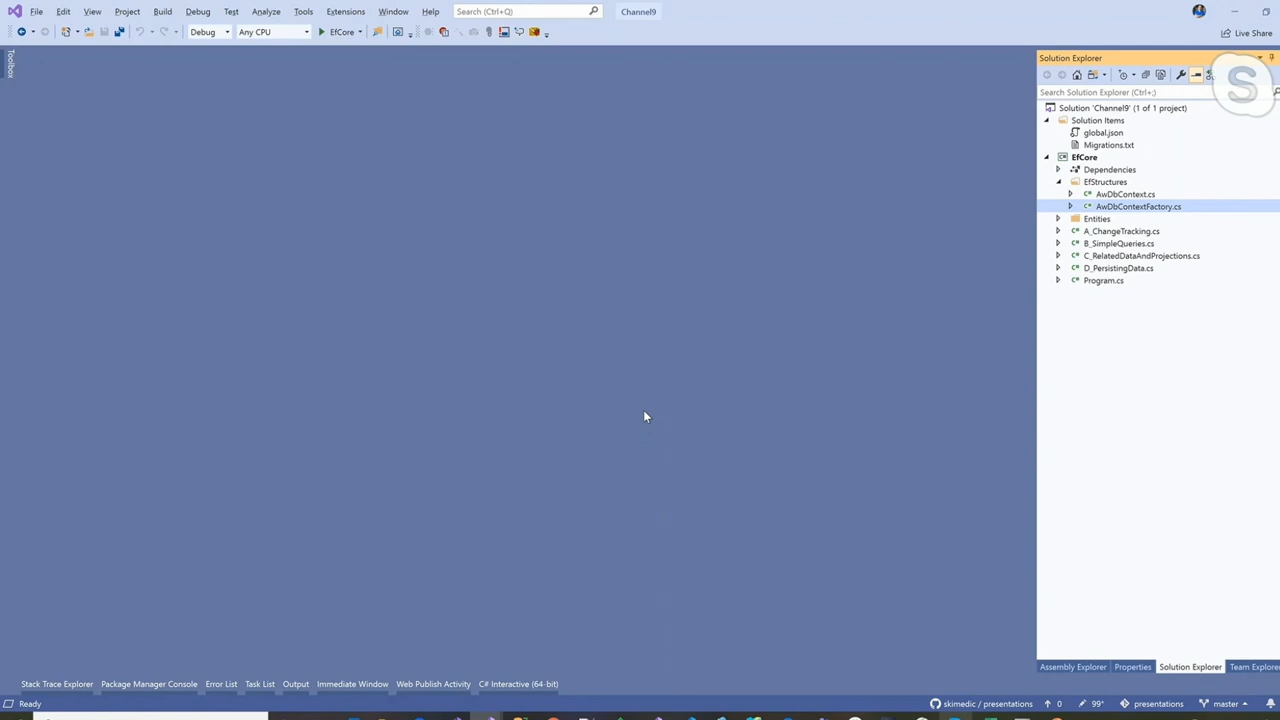 File Edit View Project Build Debug Test Analyze Tools Extensions Window Help Search (Ctrl+Q) Channel9
Debug Any CPU EfCore Live Share
Toolbox
Solution Explorer
Search Solution Explorer (Ctrl+;)
Solution 'Channel9' (1 of 1 project)
Solution Items
global.json
Migrations.txt
C# EfCore
Dependencies
EfStructures
C# AwDbContext.cs
C# AwDbContextFactory.cs
Entities
C# A_ChangeTracking.cs
C# B_SimpleQueries.cs
C# C_RelatedDataAndProjections.cs
C# D_PersistingData.cs
C# Program.cs
S
Assembly Explorer Properties Solution Explorer Team Explorer
Stack Trace Explorer Package Manager Console Error List Task List Output Immediate Window Web Publish Activity C# Interactive (64-bit)
Ready skimedic / presentations 0 99+ presentations master